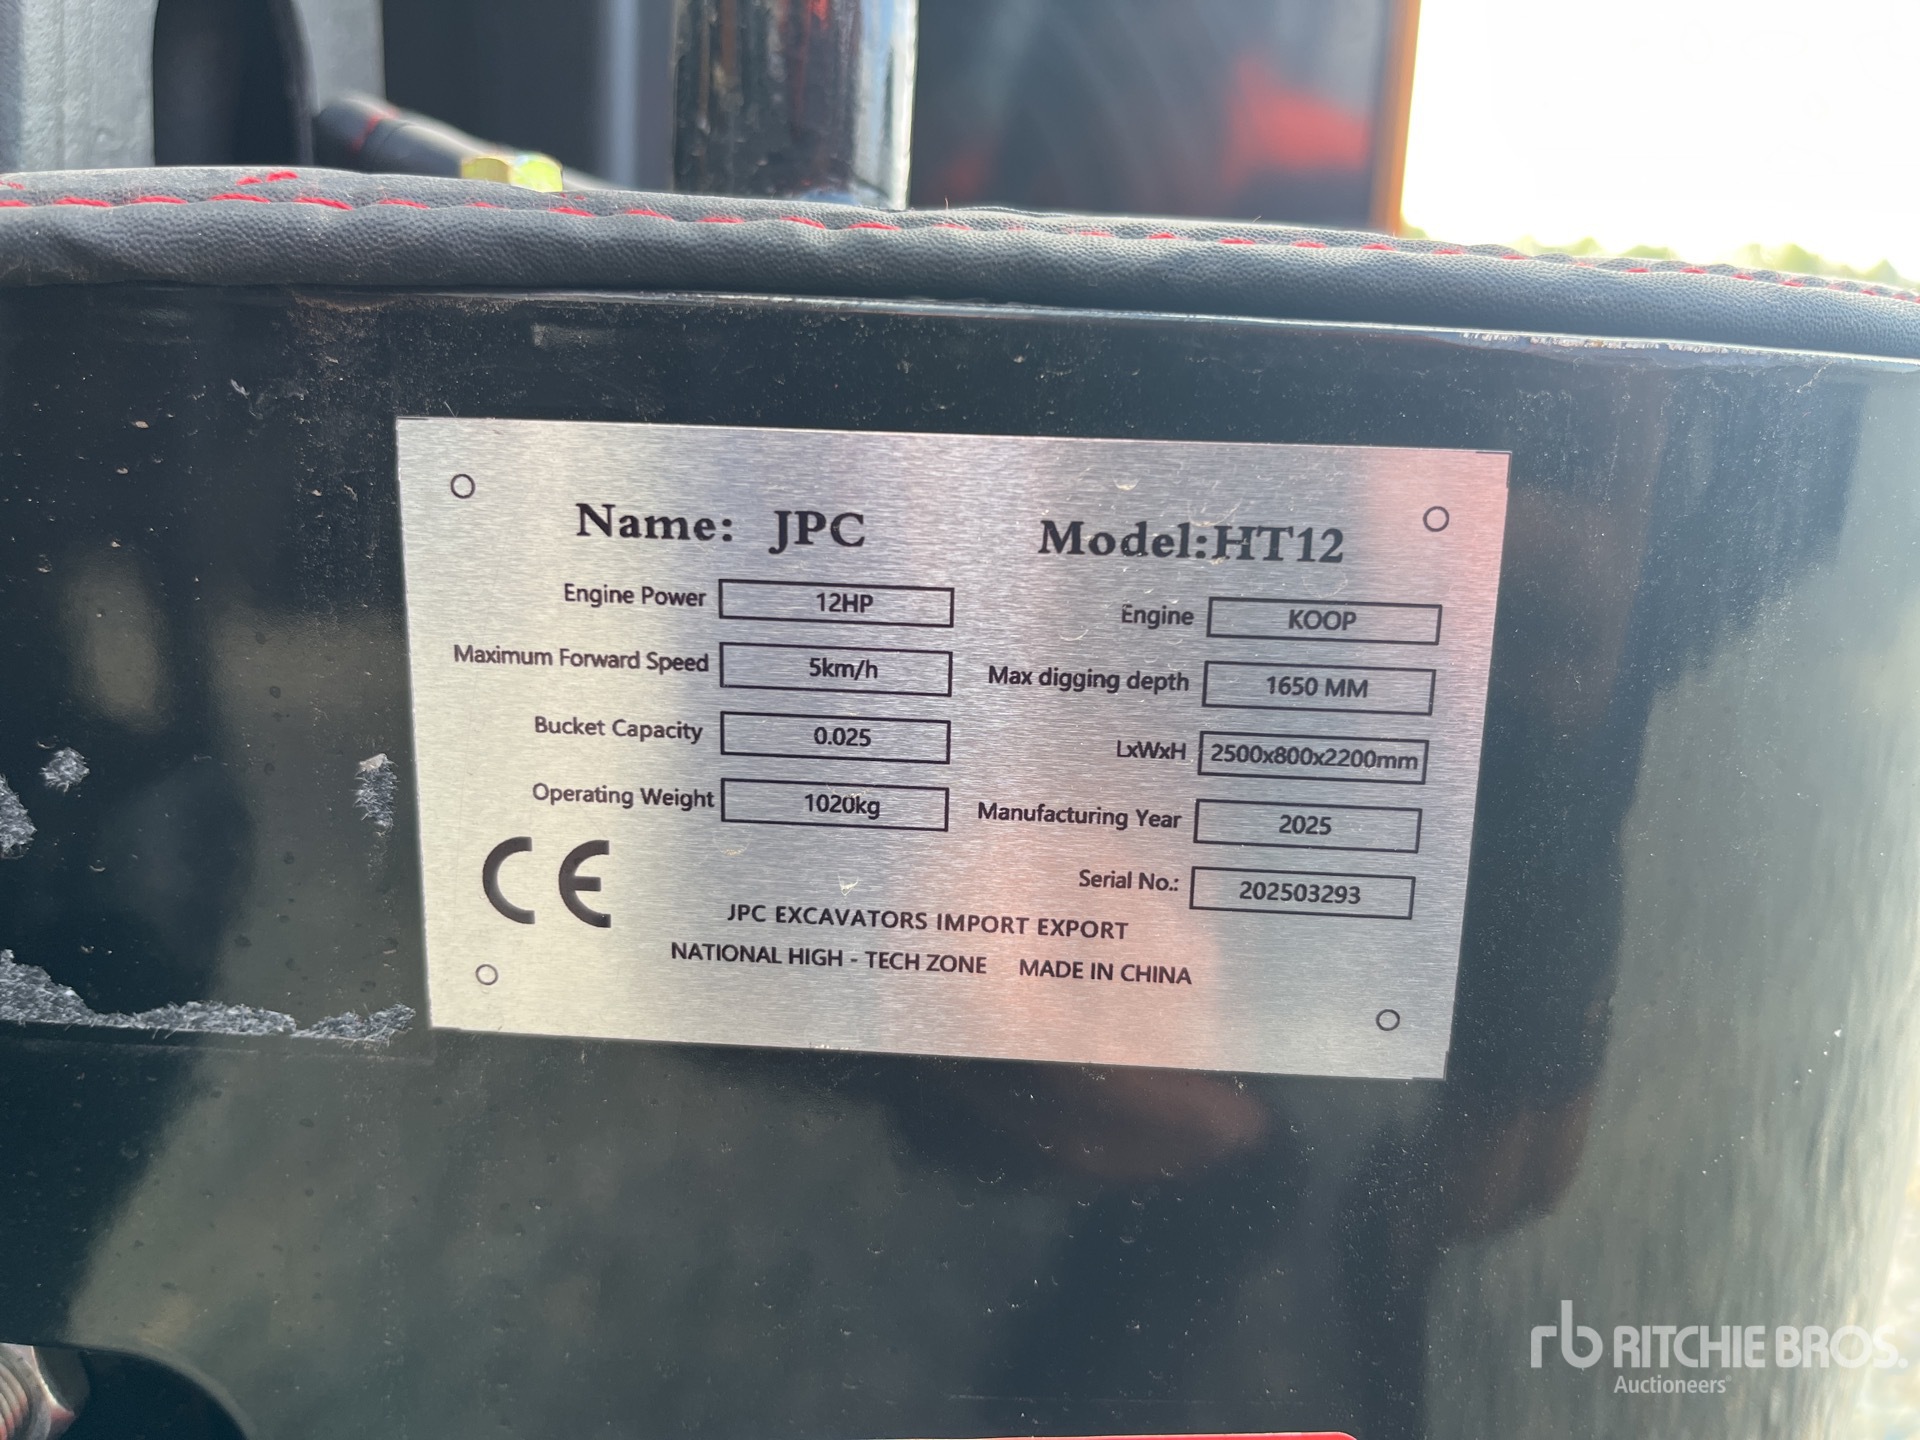 Name: JPC Model:HT12
Engine Power 12HP Engine KOOP
Maximum Forward Speed 5km/h Max digging depth 1650 MM
Bucket Capacity 0.025 LxWxH 2500x800x2200mm
Operating Weight 1020kg Manufacturing Year 2025
CE Serial No.: 202503293
JPC EXCAVATORS IMPORT EXPORT
NATIONAL HIGH - TECH ZONE MADE IN CHINA
rb RITCHIE BROS.
Auctioneers